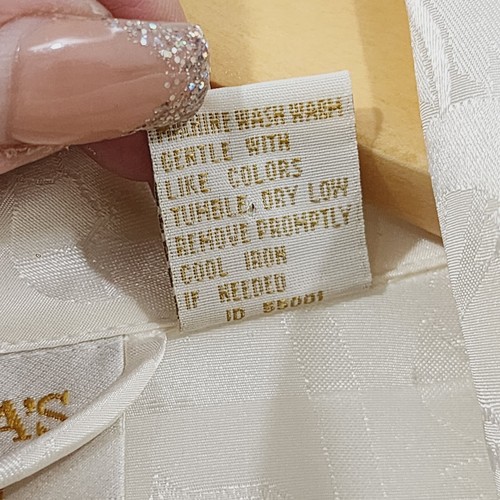 MACHINE WASH WARM
GENTLE WITH
LIKE COLORS
TUMBLE DRY LOW
REMOVE PROMPTLY
COOL IRON
IF NEEDED
ID 55001
A'S